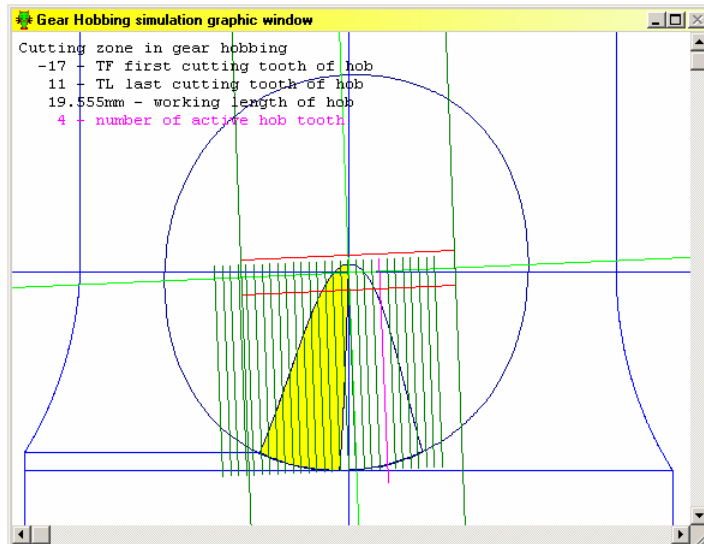 Gear Hobbing simulation graphic window
Cutting zone in gear hobbing
-17 - TF first cutting tooth of hob
11 - TL last cutting tooth of hob
19.555mm - working length of hob
4 - number of active hob tooth